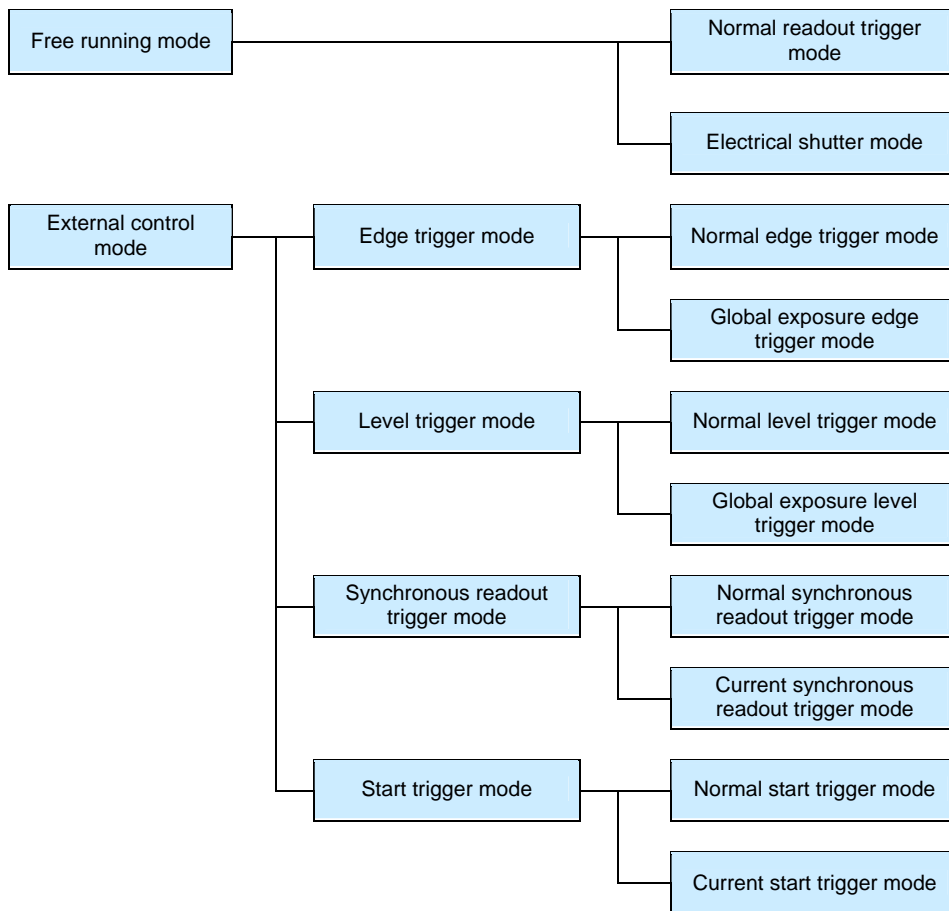 Free running mode
Normal readout trigger
mode
Electrical shutter mode
External control
mode
Edge trigger mode
Normal edge trigger mode
Global exposure edge
trigger mode
Level trigger mode
Normal level trigger mode
Global exposure level
trigger mode
Synchronous readout
trigger mode
Normal synchronous
readout trigger mode
Current synchronous
readout trigger mode
Start trigger mode
Normal start trigger mode
Current start trigger mode